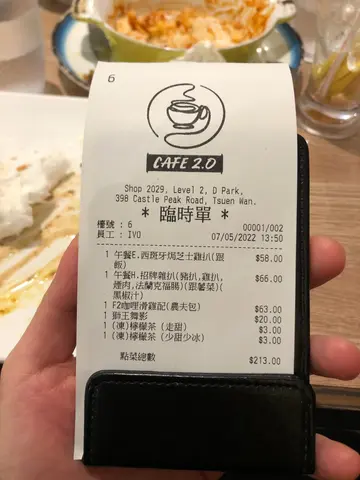 6
CAFE 2.0
Shop 2029, Level 2, D Park,
398 Castle Peak Road, Tsuen Wan.
* 臨時單 *
檯號 : 6 00001/002
員工 : IVO 07/05/2022 13:50
1 午餐E.西班牙焗芝士雞扒(跟 $58.00
飯)
1 午餐H.招牌雜扒(豬扒,雞扒, $66.00
煙肉,法蘭克福腸)(跟薯菜)(
黑椒汁)
1 F2咖哩滑雞配(農夫包) $63.00
1 獅王舞影 $20.00
1 (凍)檸檬茶 (走甜) $3.00
1 (凍)檸檬茶 (少甜少冰) $3.00
點菜總數 $213.00